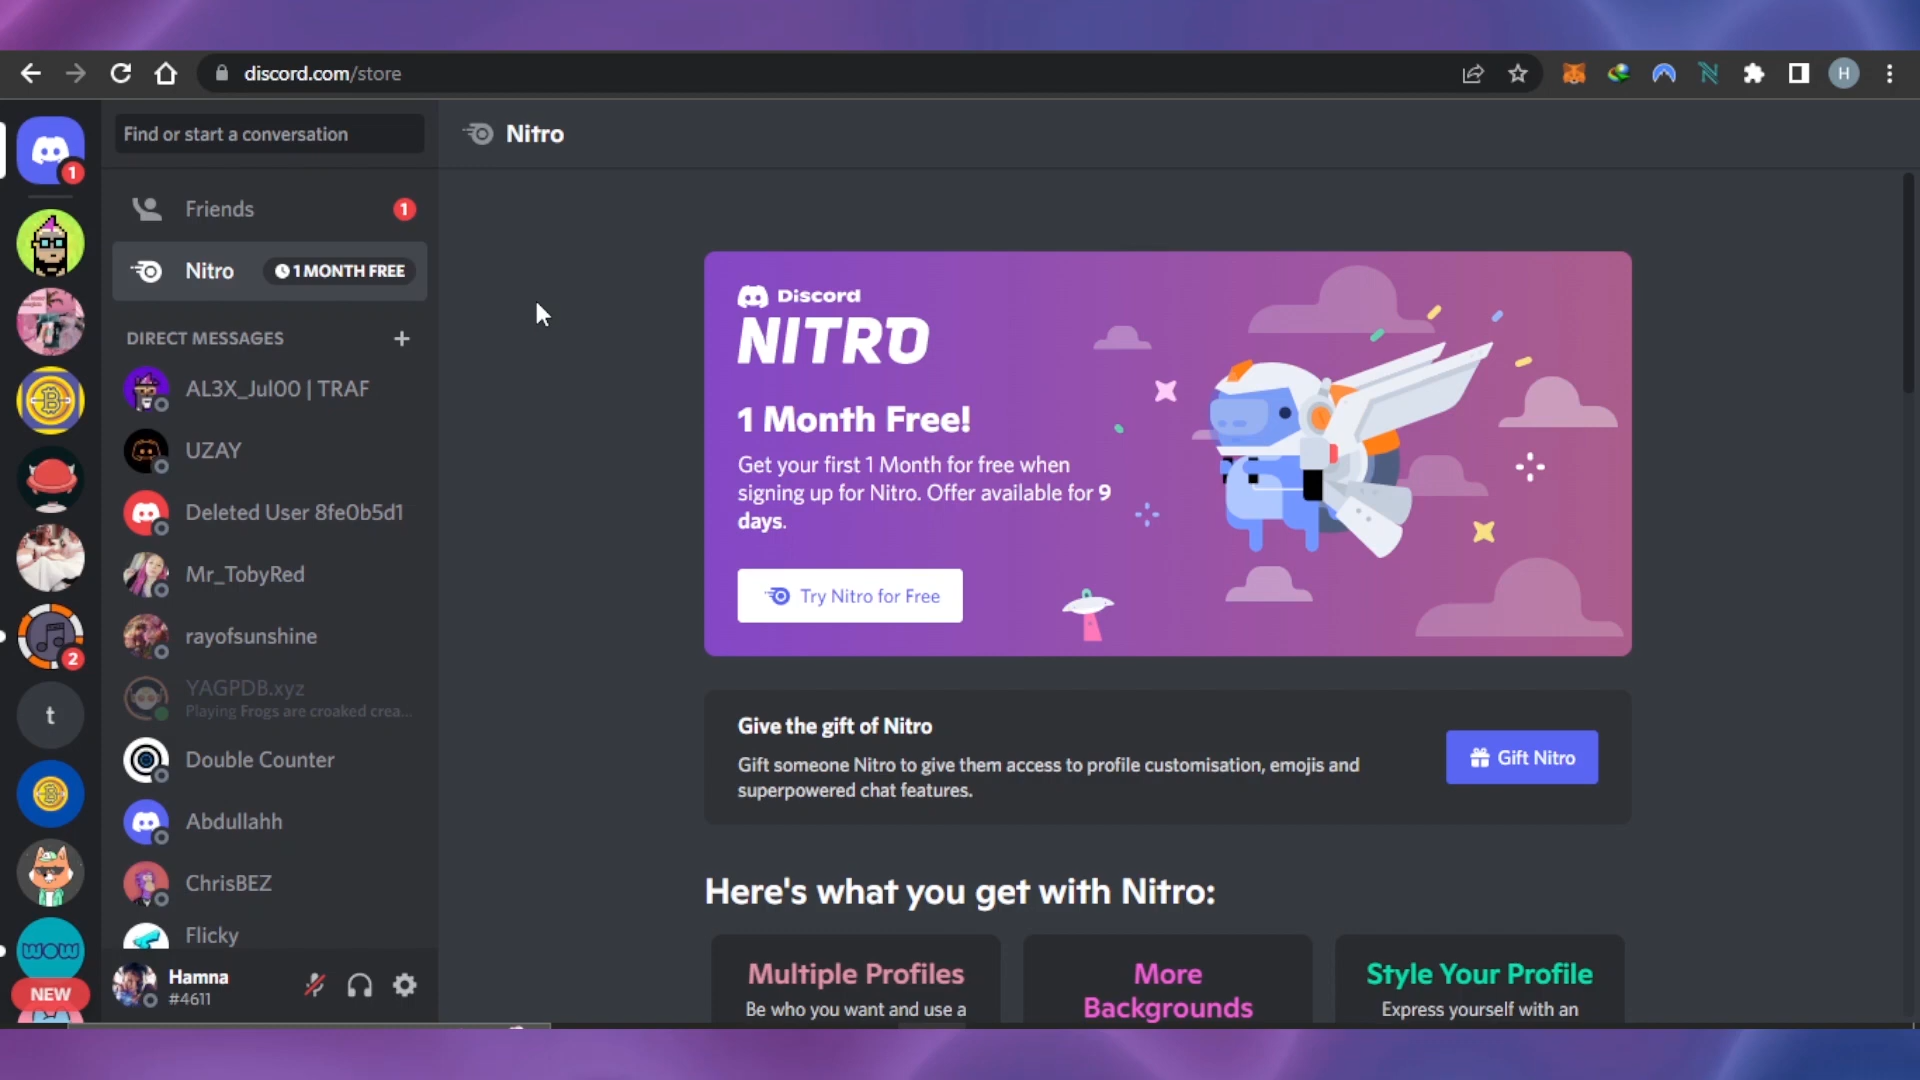 discord.com/store
H
Find or start a conversation
Nitro
1
Friends
1
Nitro
1 MONTH FREE
DIRECT MESSAGES
AL3X_Jul00 | TRAF
UZAY
Deleted User 8fe0b5d1
Mr_TobyRed
rayofsunshine
2
YAGPDB.xyz
Playing Frogs are croaked crea...
t
Double Counter
Abdullahh
ChrisBEZ
Flicky
WOW
NEW
Hamna
#4611
Discord
NITRO
1 Month Free!
Get your first 1 Month for free when
signing up for Nitro. Offer available for 9
days.
Try Nitro for Free
Give the gift of Nitro
Gift someone Nitro to give them access to profile customisation, emojis and
superpowered chat features.
Gift Nitro
Here's what you get with Nitro:
Multiple Profiles
Be who you want and use a
More
Backgrounds
Style Your Profile
Express yourself with an